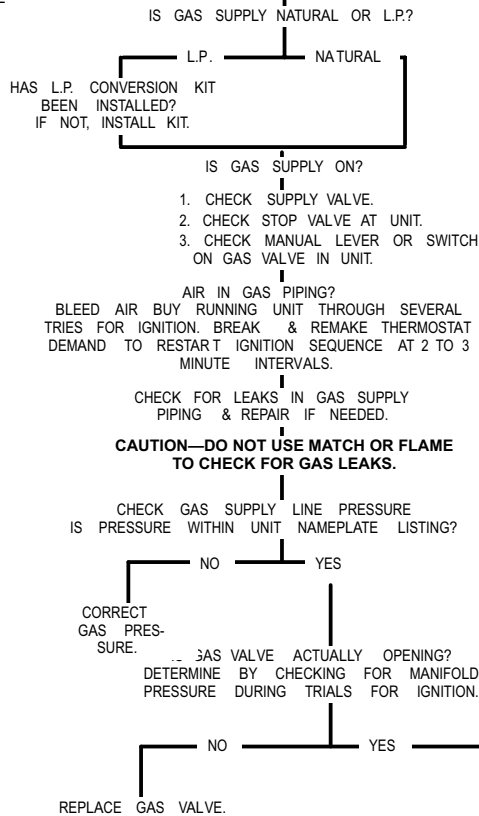 IS GAS SUPPLY NATURAL OR L.P.?
L.P.
NATURAL
HAS L.P. CONVERSION KIT
BEEN INSTALLED?
IF NOT, INSTALL KIT.
IS GAS SUPPLY ON?
1. CHECK SUPPLY VALVE.
2. CHECK STOP VALVE AT UNIT.
3. CHECK MANUAL LEVER OR SWITCH
ON GAS VALVE IN UNIT.
AIR IN GAS PIPING?
BLEED AIR BUY RUNNING UNIT THROUGH SEVERAL
TRIES FOR IGNITION. BREAK & REMAKE THERMOSTAT
DEMAND TO RESTART IGNITION SEQUENCE AT 2 TO 3
MINUTE INTERVALS.
CHECK FOR LEAKS IN GAS SUPPLY
PIPING & REPAIR IF NEEDED.
CAUTION—DO NOT USE MATCH OR FLAME
TO CHECK FOR GAS LEAKS.
CHECK GAS SUPPLY LINE PRESSURE
IS PRESSURE WITHIN UNIT NAMEPLATE LISTING?
NO
YES
CORRECT
GAS PRES-
SURE.
GAS VALVE ACTUALLY OPENING?
DETERMINE BY CHECKING FOR MANIFOLD
PRESSURE DURING TRIALS FOR IGNITION.
NO
YES
REPLACE GAS VALVE.